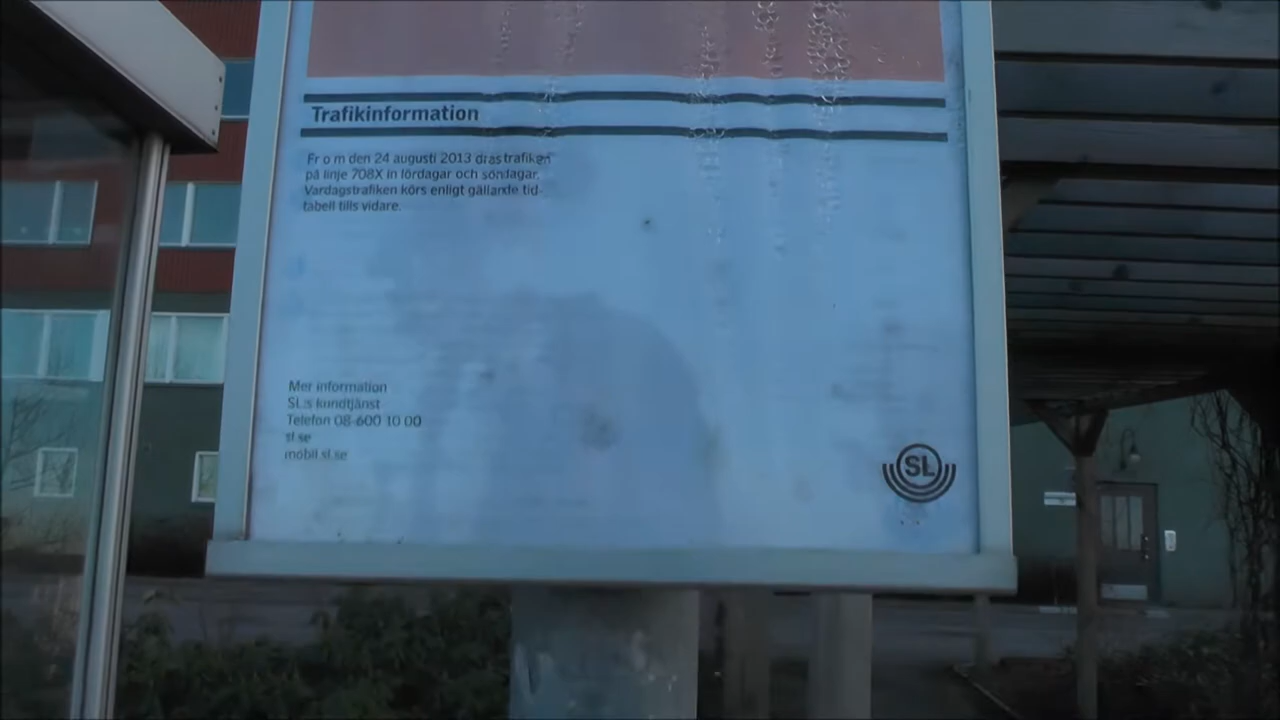 Trafikinformation
Fr o m den 24 augusti 2013 dras trafiken
på linje 708X in lördagar och söndagar.
Vardagstrafiken körs enligt gällande tid-
tabell tills vidare.
Mer information
SL:s kundtjänst
Telefon 08-600 10 00
sl.se
mobil.sl.se
SL